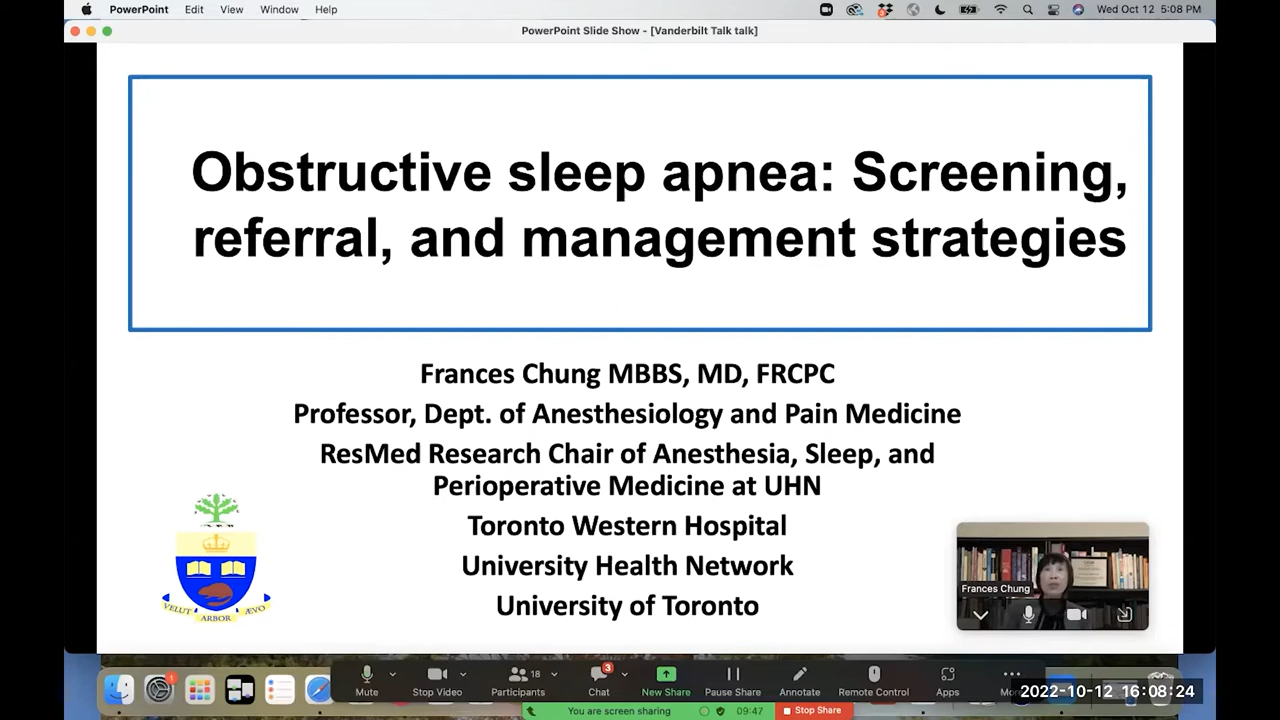 PowerPoint Edit View Window Help Wed Oct 12 5:08 PM
PowerPoint Slide Show - [Vanderbilt Talk talk]
Obstructive sleep apnea: Screening,
referral, and management strategies
Frances Chung MBBS, MD, FRCPC
Professor, Dept. of Anesthesiology and Pain Medicine
ResMed Research Chair of Anesthesia, Sleep, and
Perioperative Medicine at UHN
Toronto Western Hospital
University Health Network
University of Toronto
VELUT ARBOR ÆVO
Frances Chung
3
18
1
Mute Stop Video Participants Chat New Share Pause Share Annotate Remote Control Apps
2022-10-12 16:08:24
You are screen sharing 09:47 Stop Share